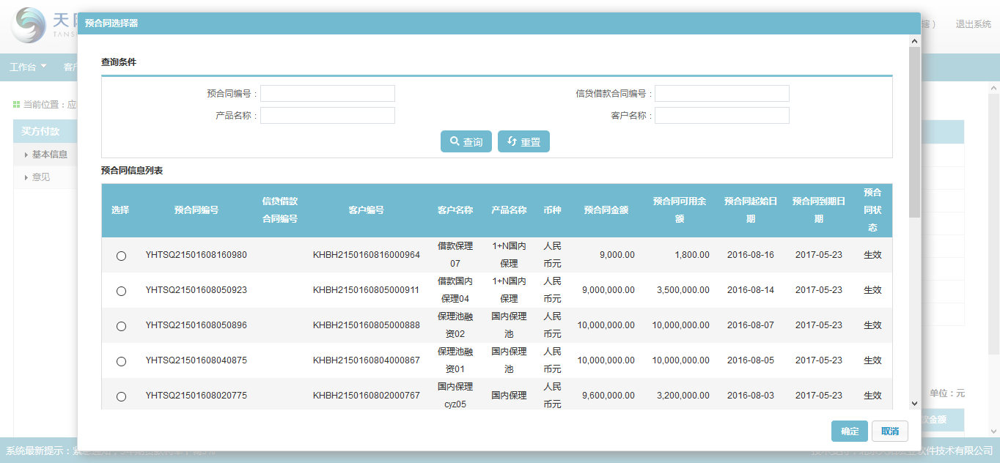 预合同选择器
退出系统
工作台
当前位置：应
买方付款
基本信息
意见
查询条件
预合同编号：
信贷借款合同编号：
产品名称：
客户名称：
查询
重置
预合同信息列表
选择 预合同编号 信贷借款合同编号 客户编号 客户名称 产品名称 币种 预合同金额 预合同可用余额 预合同起始日期 预合同到期日期 预合同状态
YHTSQ21501608160980 KHBH2150160816000964 借款保理07 1+N国内保理 人民币元 9,000.00 1,800.00 2016-08-16 2017-05-23 生效
YHTSQ21501608050923 KHBH2150160805000911 借款国内保理04 1+N国内保理 人民币元 9,000,000.00 3,500,000.00 2016-08-14 2017-05-23 生效
YHTSQ21501608050896 KHBH2150160805000888 保理池融资02 国内保理池 人民币元 10,000,000.00 10,000,000.00 2016-08-07 2017-05-23 生效
YHTSQ21501608040875 KHBH2150160804000867 保理池融资01 国内保理池 人民币元 10,000,000.00 10,000,000.00 2016-08-05 2017-05-23 生效
YHTSQ21501608020775 KHBH2150160802000767 国内保理cyz05 国内保理 人民币元 9,600,000.00 3,200,000.00 2016-08-03 2017-05-23 生效
单位：元
金额
确定
取消
系统最新提示：
软件技术有限公司